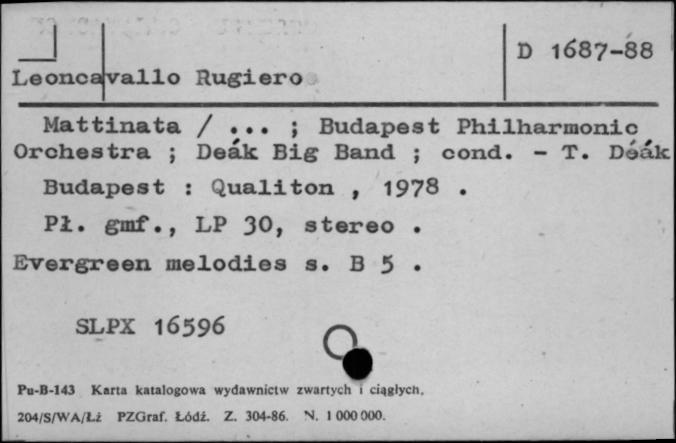 D 1687-88
Leoncavallo Rugiero
Mattinata / ... ; Budapest Philharmonic
Orchestra ; Deák Big Band ; cond. - T. Deák
Budapest : Qualiton , 1978 .
Pł. gmf., LP 30, stereo .
Evergreen melodies s. B 5 .
SLPX 16596
Pu-B-143 Karta katalogowa wydawnictw zwartych i ciągłych.
204/S/WA/Łż PZGraf. Łódź. Z. 304-86. N. 1 000 000.